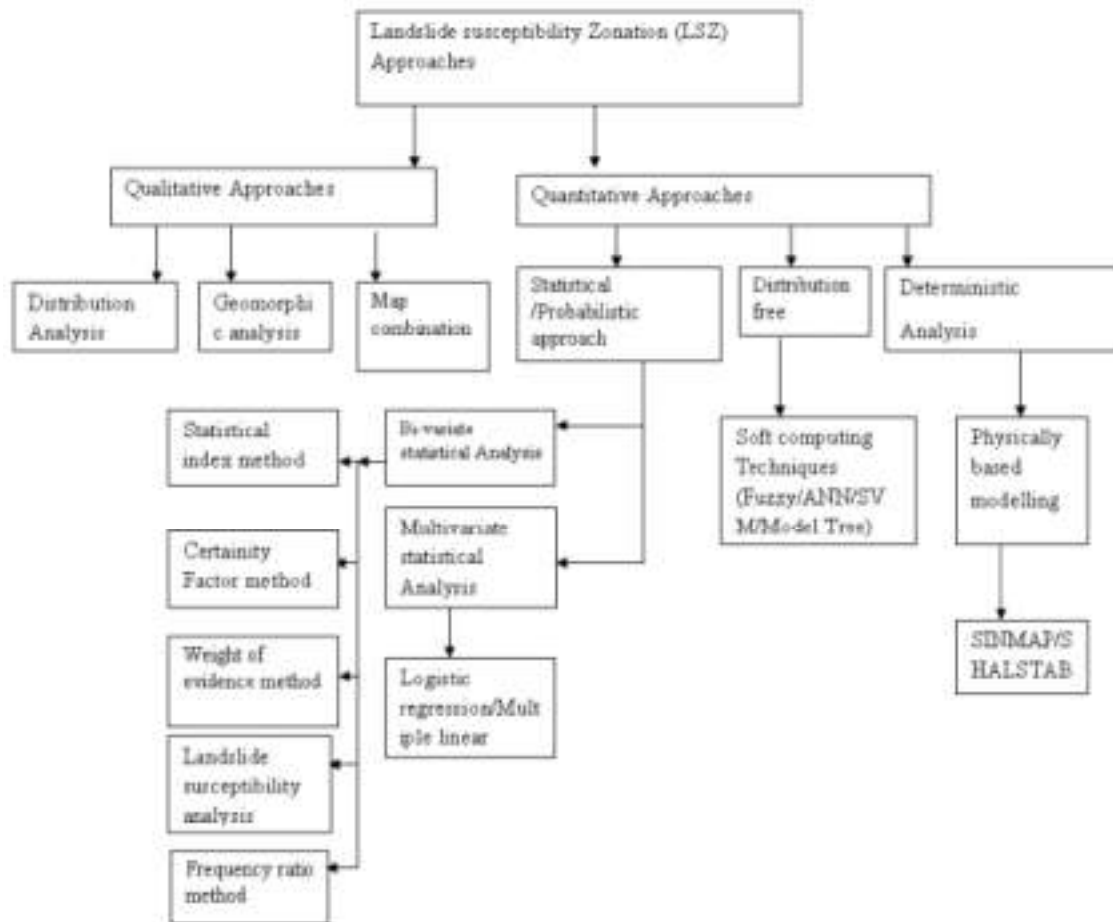 Landslide susceptibility Zonation (LSZ)
Approaches
Qualitative Approaches
Quantitative Approaches
Distribution
Analysis
Geomorphi
c analysis
Map
combination
Statistical
/Probabilistic
approach
Distribution
free
Deterministic
Analysis
Statistical
index method
Bi-variate
statistical Analysis
Soft computing
Techniques
(Fuzzy/ANN/SV
M/Model Tree)
Physically
based
modelling
Certainity
Factor method
Multivariate
statistical
Analysis
Weight of
evidence method
Logistic
regression/Mult
iple linear
SINMAP/S
HALSTAB
Landslide
susceptibility
analysis
Frequency ratio
method